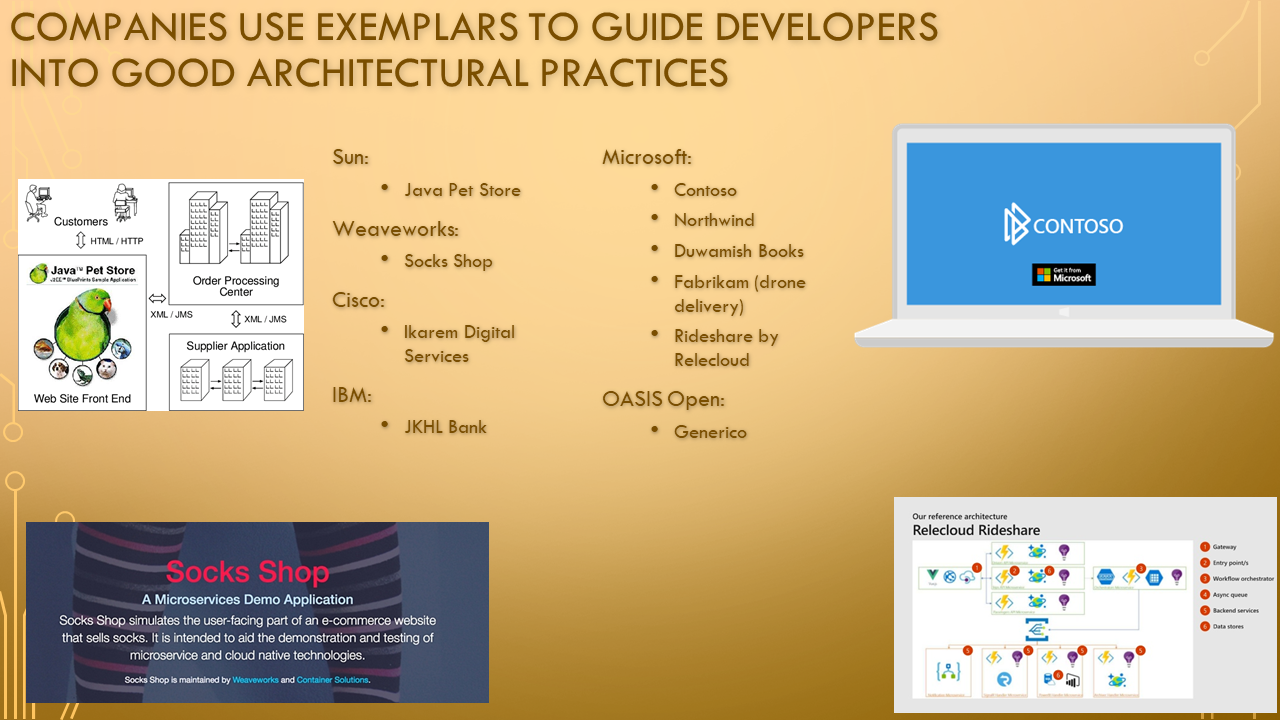 COMPANIES USE EXEMPLARS TO GUIDE DEVELOPERS
INTO GOOD ARCHITECTURAL PRACTICES
Customers
HTML / HTTP
Java™ Pet Store
J2EE™ BluePrints Sample Application
Web Site Front End
XML / JMS
Order Processing
Center
XML / JMS
Supplier Application
Sun:
• Java Pet Store
Weaveworks:
• Socks Shop
Cisco:
• Ikarem Digital
Services
IBM:
• JKHL Bank
Microsoft:
• Contoso
• Northwind
• Duwamish Books
• Fabrikam (drone
delivery)
• Rideshare by
Relecloud
OASIS Open:
• Generico
CONTOSO
Get it from
Microsoft
Socks Shop
A Microservices Demo Application
Socks Shop simulates the user-facing part of an e-commerce website
that sells socks. It is intended to aid the demonstration and testing of
microservice and cloud native technologies.
Socks Shop is maintained by Weaveworks and Container Solutions.
Our reference architecture
Relecloud Rideshare
1 Gateway
2 Entry point/s
3 Workflow orchestrator
4 Async queue
5 Backend services
6 Data stores